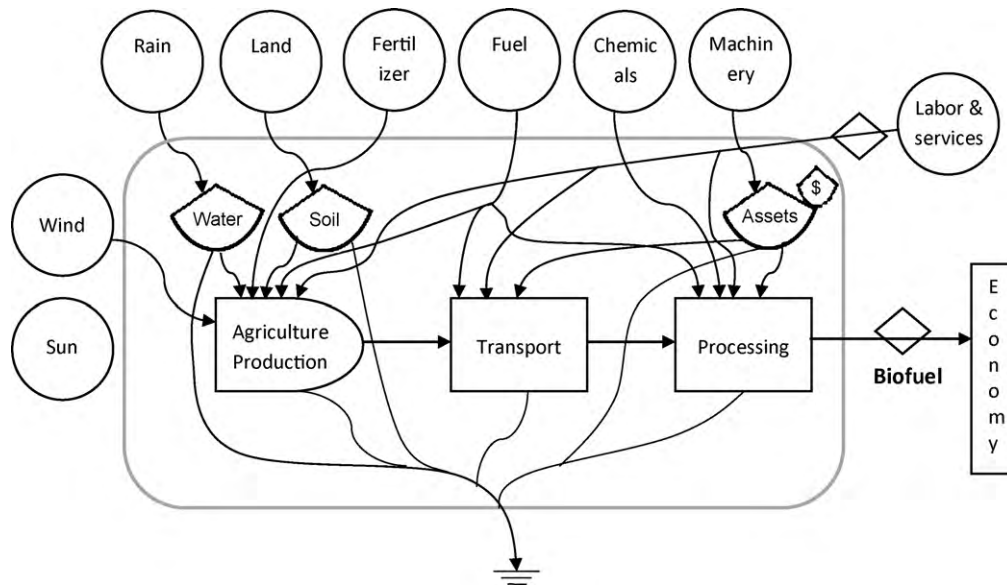 Rain
Land
Fertil
izer
Fuel
Chemic
als
Machin
ery
Labor &
services
Wind
Water
Soil
Assets
$
Sun
Agriculture
Production
Transport
Processing
Biofuel
E
c
o
n
o
m
y